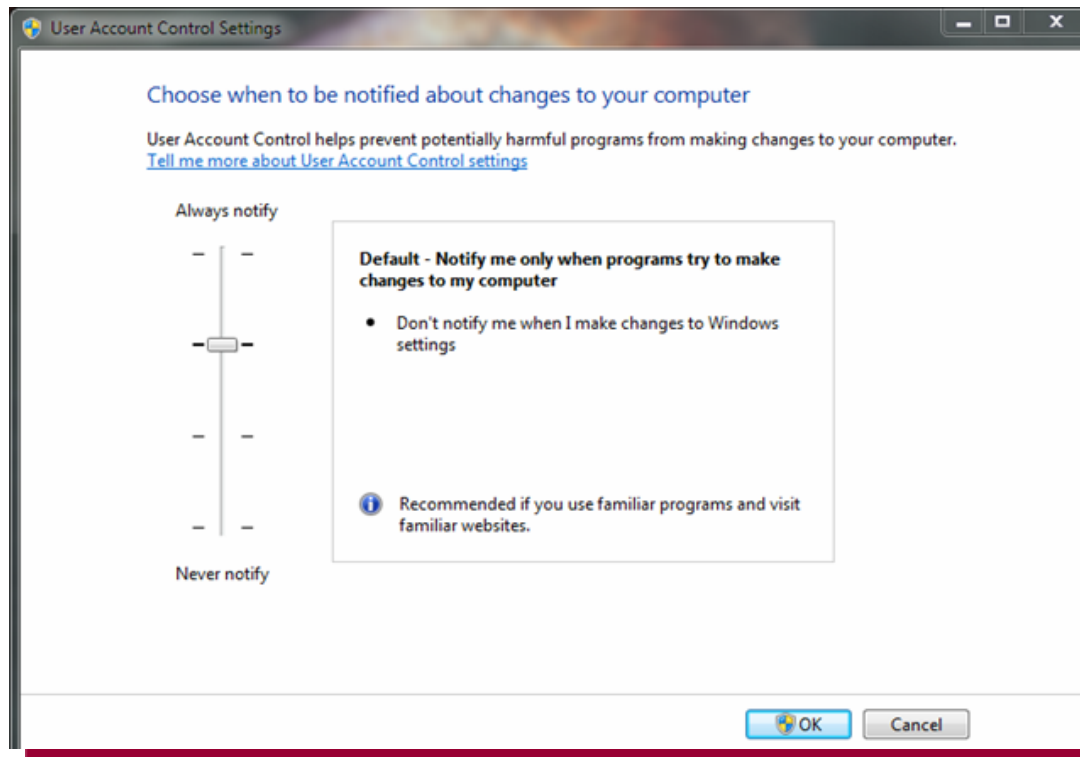 User Account Control Settings
Choose when to be notified about changes to your computer
User Account Control helps prevent potentially harmful programs from making changes to your computer.
Tell me more about User Account Control settings
Always notify
Default - Notify me only when programs try to make
changes to my computer
• Don't notify me when I make changes to Windows
settings
Recommended if you use familiar programs and visit
familiar websites.
Never notify
OK
Cancel